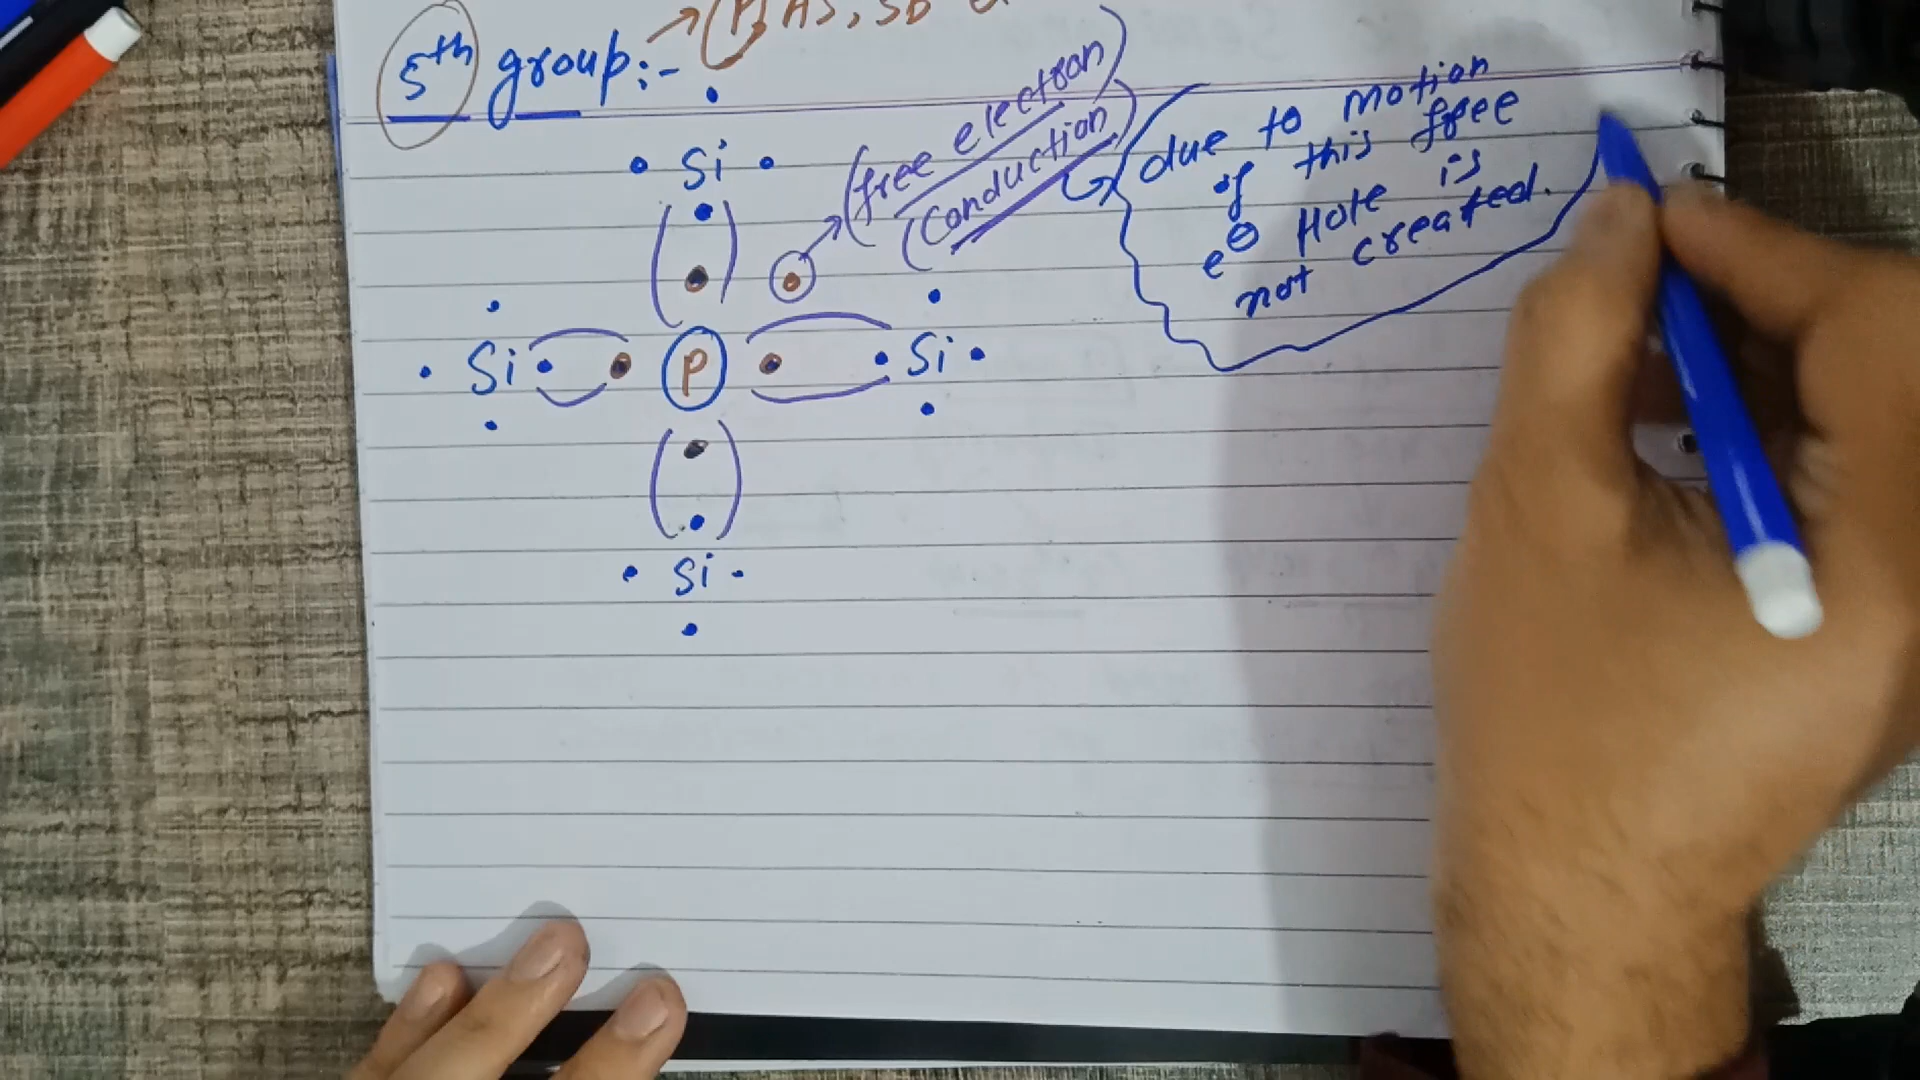 5th group:- → (P, AS, Sb
Si
(free electron)
(conduction)
due to motion
of this free
e⊖ Hole is
not created.
Si P Si
Si